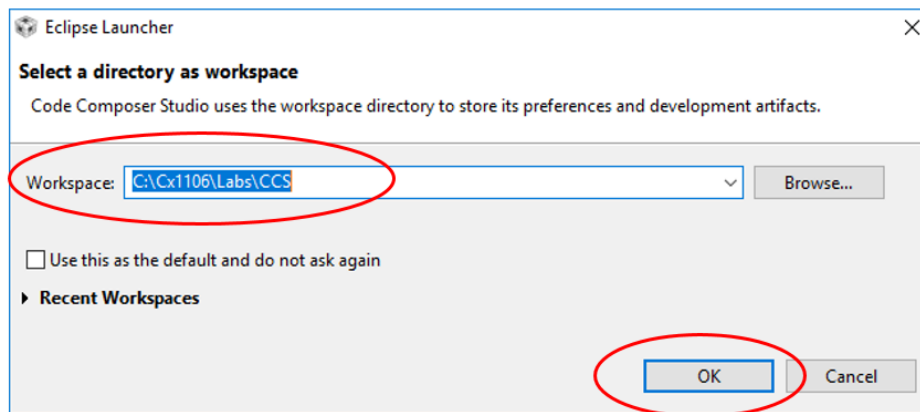 Eclipse Launcher
Select a directory as workspace
Code Composer Studio uses the workspace directory to store its preferences and development artifacts.
Workspace: C:\Cx1106\Labs\CCS Browse...
Use this as the default and do not ask again
Recent Workspaces
OK Cancel